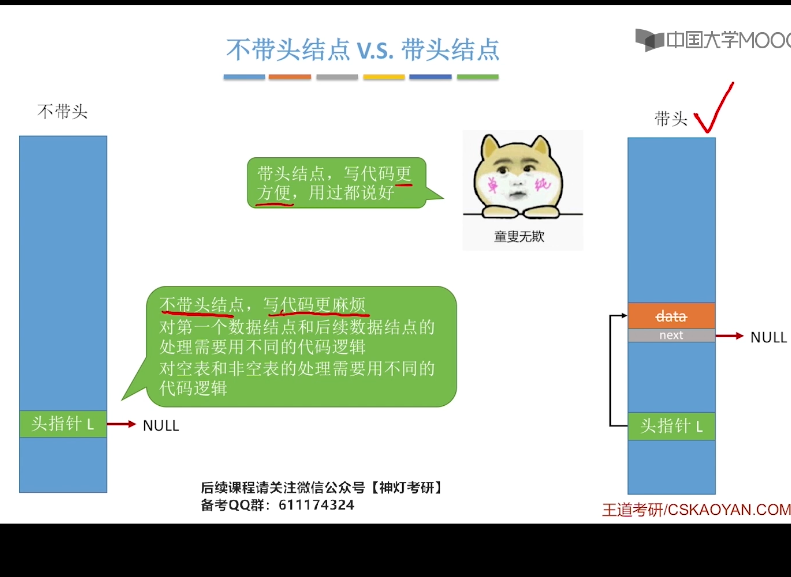 不带头结点 V.S. 带头结点
中国大学MOOC
不带头
带头
带头结点，写代码更
方便，用过都说好
单 纯
童叟无欺
不带头结点，写代码更麻烦
对第一个数据结点和后续数据结点的
处理需要用不同的代码逻辑
对空表和非空表的处理需要用不同的
代码逻辑
data
next
NULL
头指针 L
NULL
头指针 L
后续课程请关注微信公众号【神灯考研】
备考QQ群：611174324
王道考研/CSKAOYAN.COM